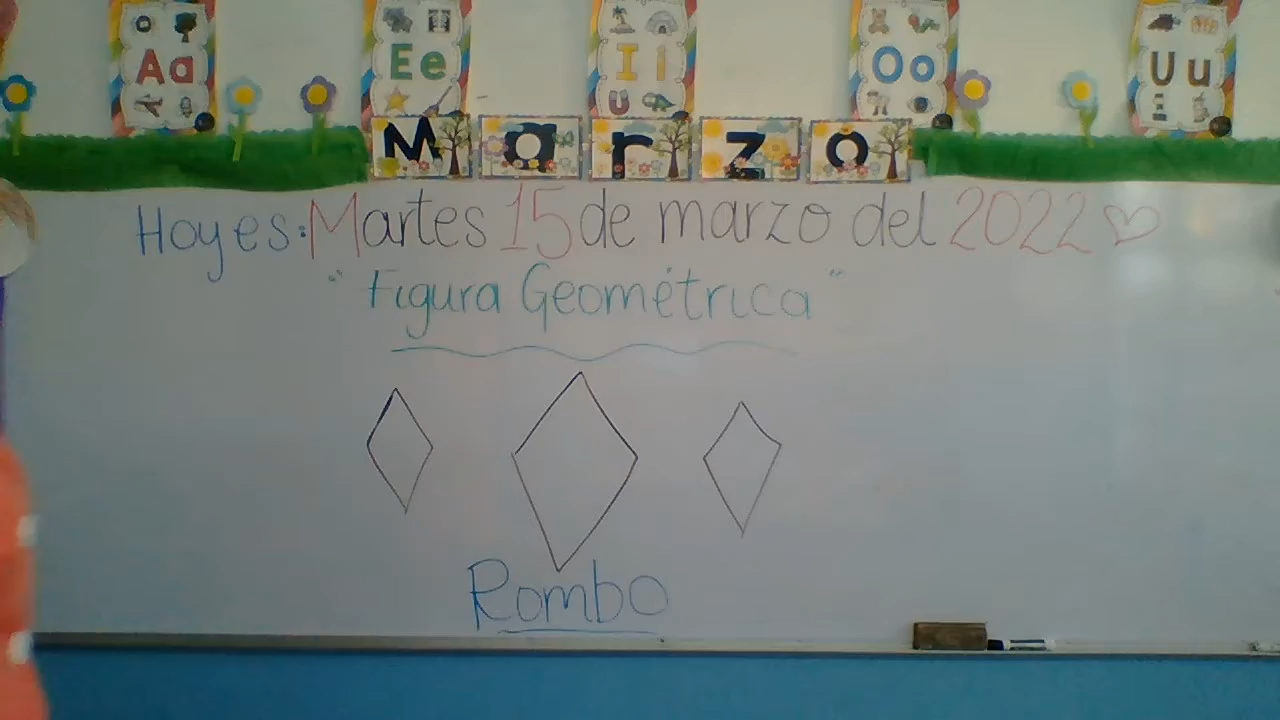 Aa Ee Ii Oo Uu
Marzo
Hoy es: Martes 15 de marzo del 2022
"Figura Geométrica"
Rombo